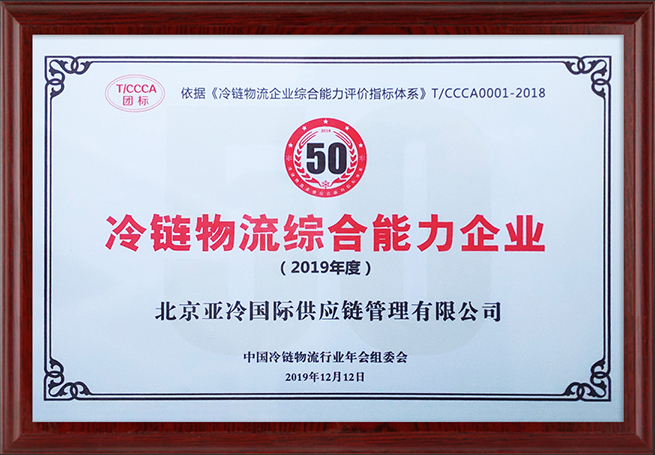 T/CCCA
团标
依据《冷链物流企业综合能力评价指标体系》T/CCCA0001-2018
2019
50
冷链物流综合能力企业
（2019年度）
北京亚冷国际供应链管理有限公司
中国冷链物流行业年会组委会
2019年12月12日